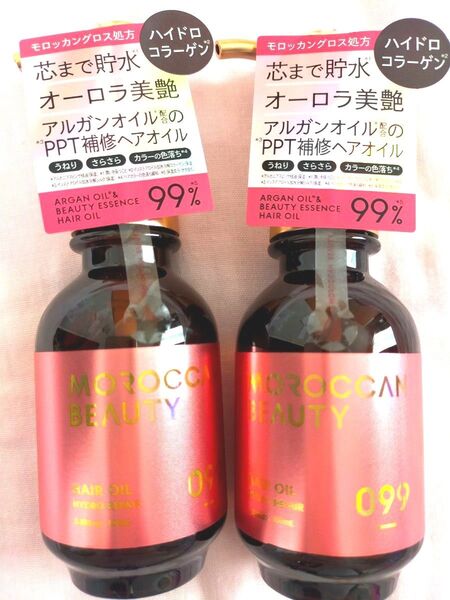 モロッカングロス処方
ハイドロ
コラーゲン*2
芯まで貯水
オーロラ美艶
アルガンオイル配合の
PPT補修ヘアオイル
うねり さらさら カラーの色落ち*4
ARGAN OIL*&
BEAUTY ESSENCE
HAIR OIL
99%
MOROCCAN
BEAUTY
HAIR OIL
モロッカングロス処方
ハイドロ
コラーゲン*2
芯まで貯水
オーロラ美艶
アルガンオイル配合の
PPT補修ヘアオイル
うねり さらさら カラーの色落ち*4
ARGAN OIL*&
BEAUTY ESSENCE
HAIR OIL
99%
MOROCCAN
BEAUTY
OIL
099